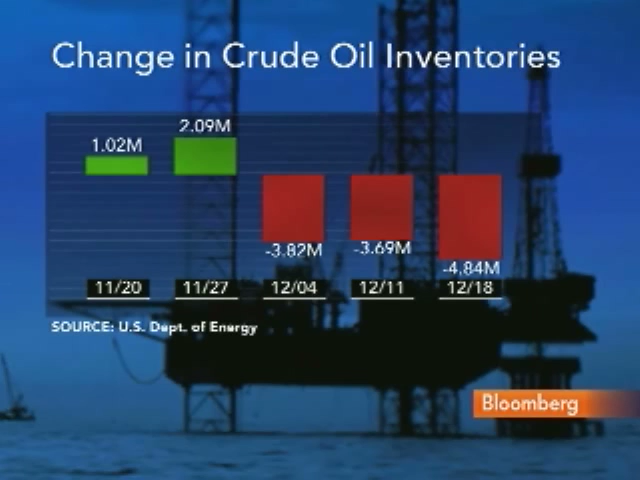 Change in Crude Oil Inventories
1.02M
2.09M
-3.82M
-3.69M
-4.84M
11/20
11/27
12/04
12/11
12/18
SOURCE: U.S. Dept. of Energy
Bloomberg